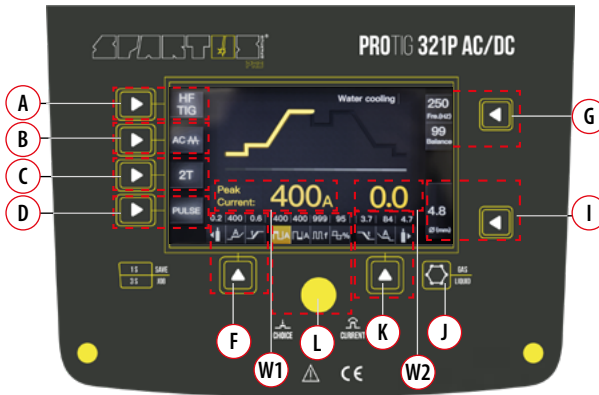 SPARTUS®
PROTIG 321P AC/DC
A
B
C
D
G
I
HF
TIG
AC
2T
PULSE
Water cooling
250
Fre.(HZ)
99
Balance
Peak
Current: 400A 0.0
4.8
Ø(mm)
0.2 400 0.6 400 400 999 95 3.7 84 4.7
A A f %
1S SAVE
3S JOB
GAS
LIQUID
F
L
K
J
CHOICE
CURRENT
W1
W2
CE